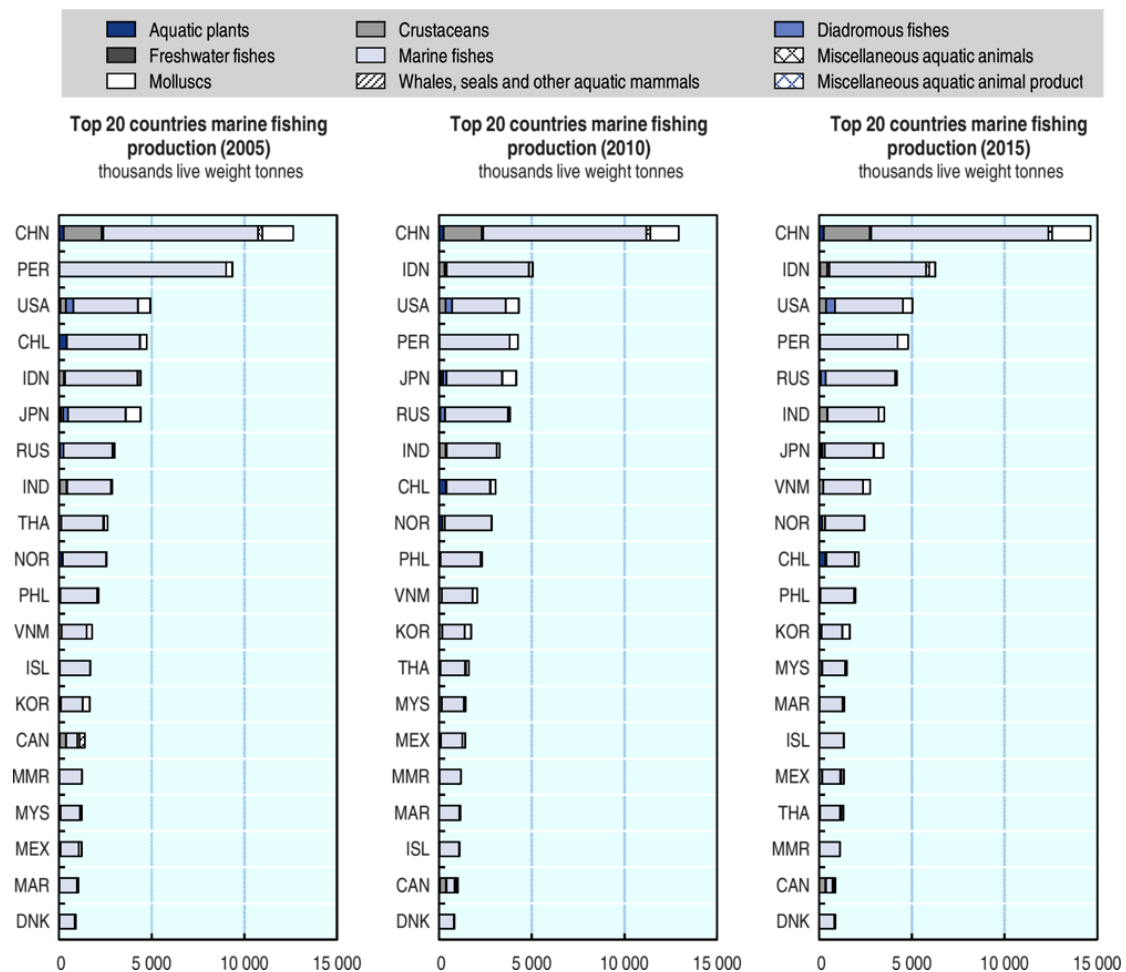 Aquatic plants
Crustaceans
Diadromous fishes
Freshwater fishes
Marine fishes
Miscellaneous aquatic animals
Molluscs
Whales, seals and other aquatic mammals
Miscellaneous aquatic animal product
Top 20 countries marine fishing
production (2005)
thousands live weight tonnes
CHN
PER
USA
CHL
IDN
JPN
RUS
IND
THA
NOR
PHL
VNM
ISL
KOR
CAN
MMR
MYS
MEX
MAR
DNK
0 5 000 10 000 15 000
Top 20 countries marine fishing
production (2010)
thousands live weight tonnes
CHN
IDN
USA
PER
JPN
RUS
IND
CHL
NOR
PHL
VNM
KOR
THA
MYS
MEX
MMR
MAR
ISL
CAN
DNK
0 5 000 10 000 15 000
Top 20 countries marine fishing
production (2015)
thousands live weight tonnes
CHN
IDN
USA
PER
RUS
IND
JPN
VNM
NOR
CHL
PHL
KOR
MYS
MAR
ISL
MEX
THA
MMR
CAN
DNK
0 5 000 10 000 15 000